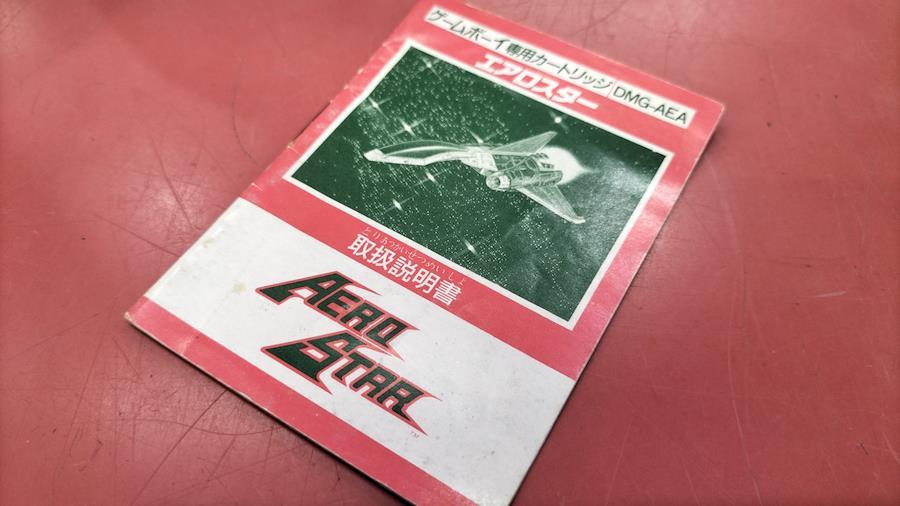 ゲームボーイ専用カートリッジ DMG-AEA
エアロスター
とりあつかいせつめいしょ
取扱説明書
AERO
STAR
TM